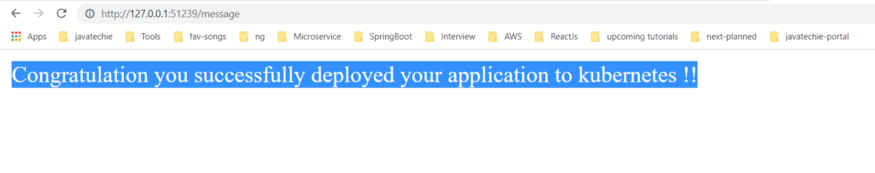 http://127.0.0.1:51239/message
Apps javatechie Tools fav-songs ng Microservice SpringBoot Interview AWS ReactJs upcoming tutorials next-planned javatechie-portal
Congratulation you successfully deployed your application to kubernetes !!